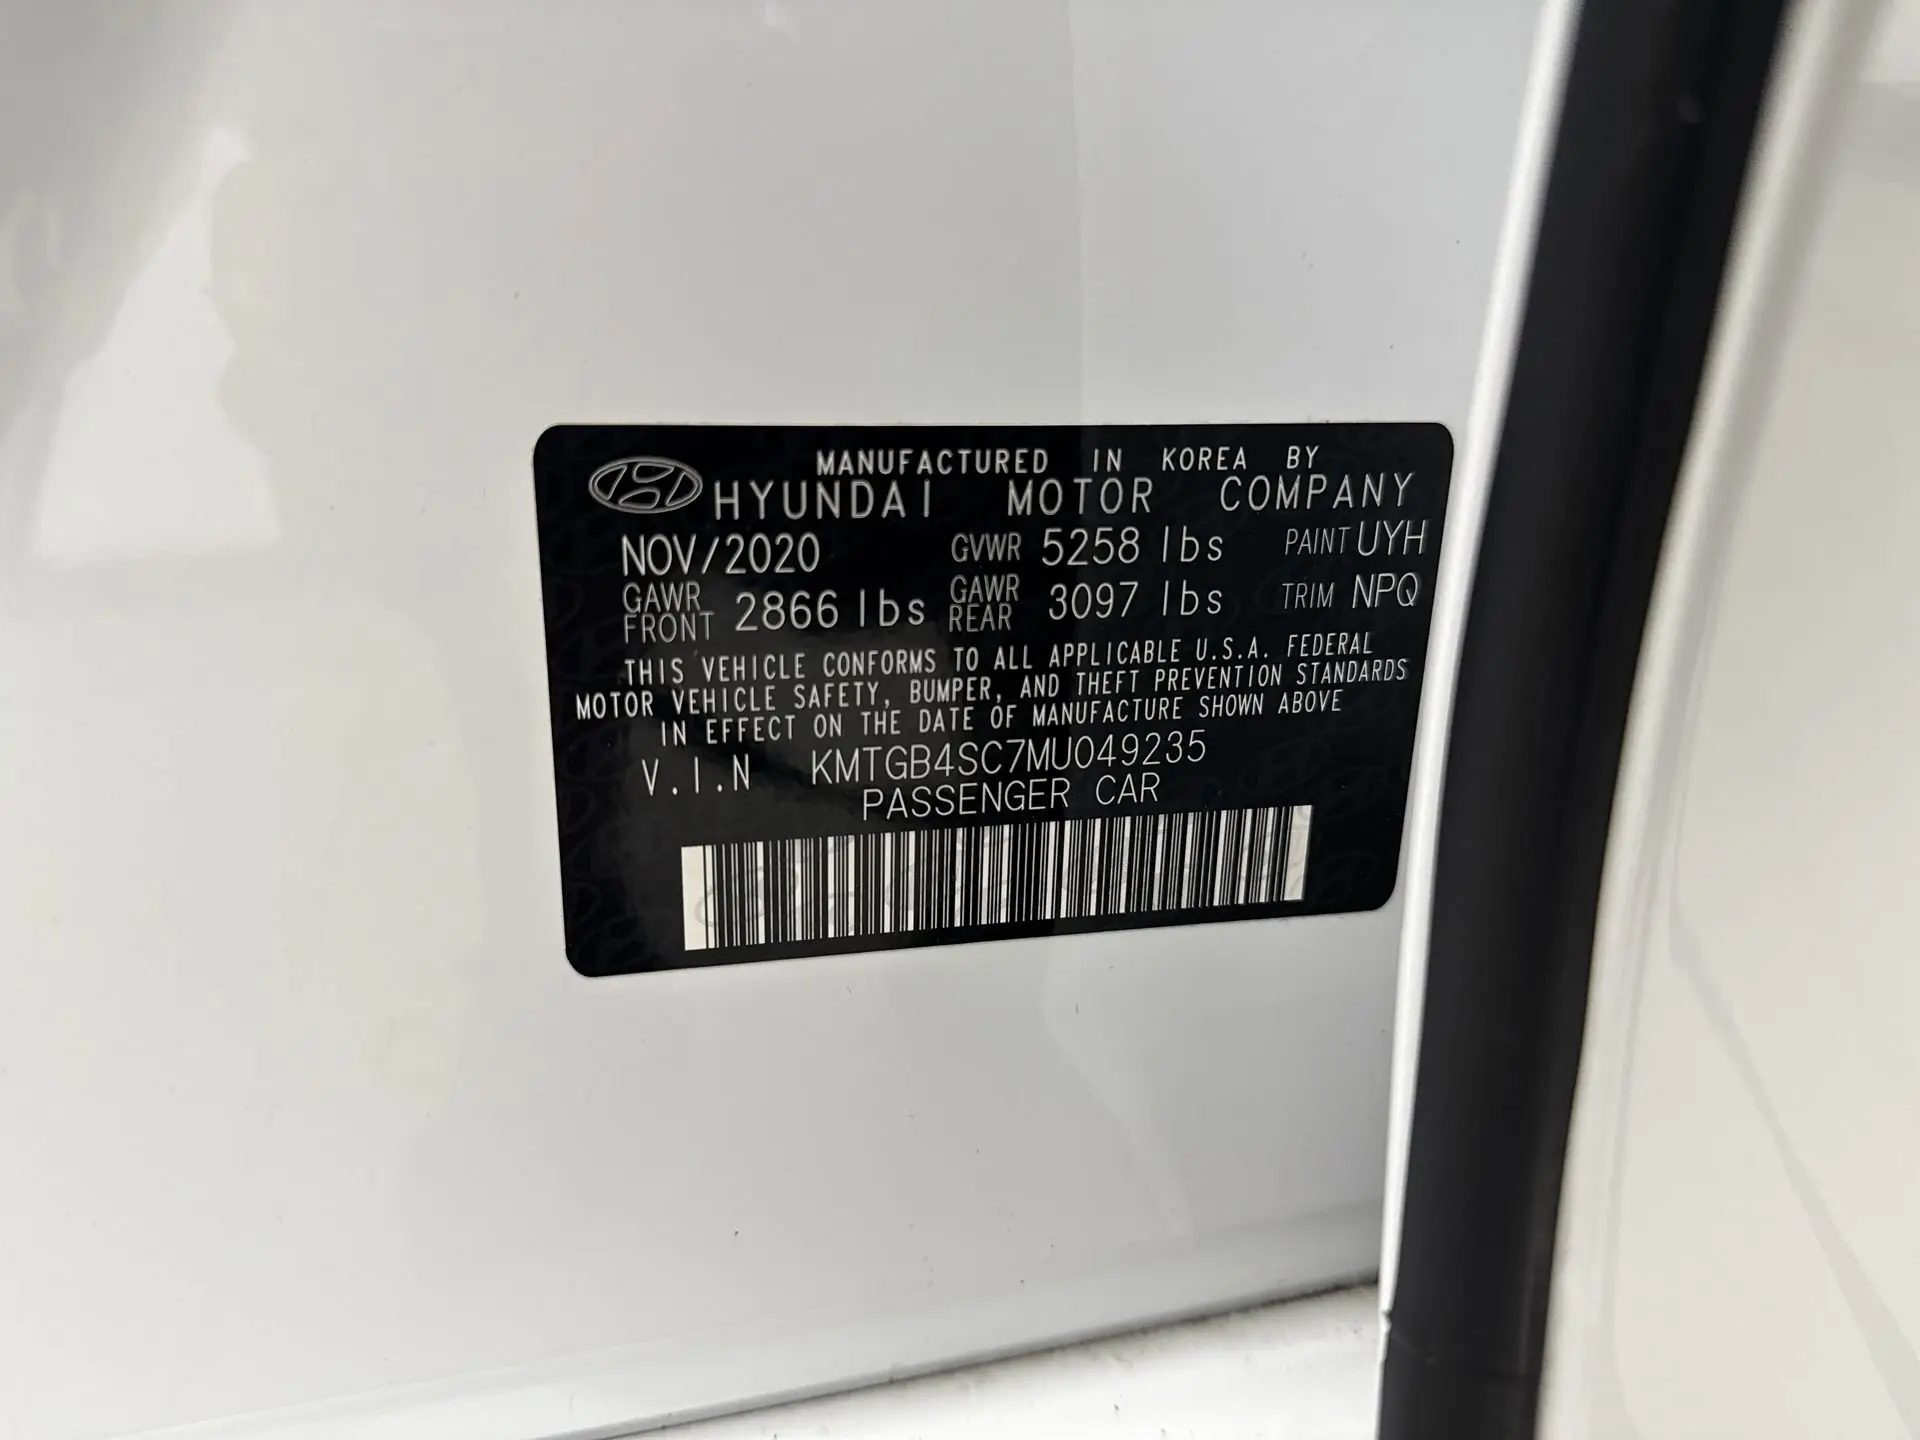 MANUFACTURED IN KOREA BY
HYUNDAI MOTOR COMPANY
NOV/2020 GVWR 5258 lbs PAINT UYH
GAWR FRONT 2866 lbs GAWR REAR 3097 lbs TRIM NPQ
THIS VEHICLE CONFORMS TO ALL APPLICABLE U.S.A. FEDERAL
MOTOR VEHICLE SAFETY, BUMPER, AND THEFT PREVENTION STANDARDS
IN EFFECT ON THE DATE OF MANUFACTURE SHOWN ABOVE
V.I.N KMTGB4SC7MU049235
PASSENGER CAR